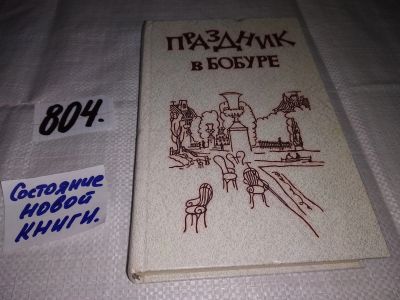 ПРАЗДНИК
в БОБУРЕ
804.
Состояние
новой
книги.